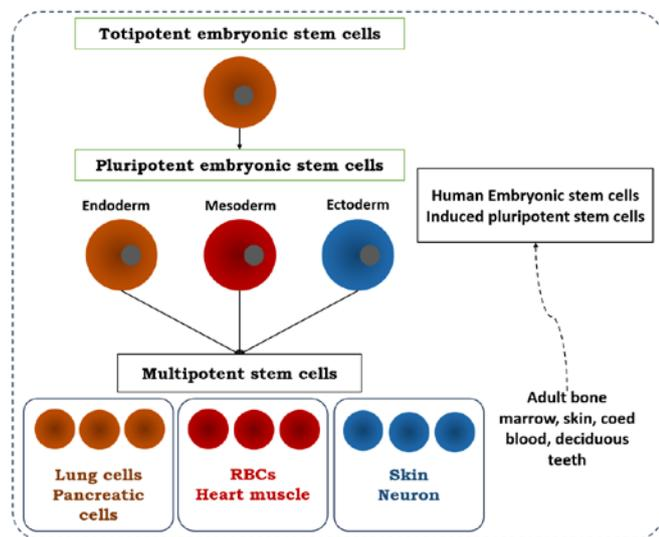 Totipotent embryonic stem cells
Pluripotent embryonic stem cells
Endoderm
Mesoderm
Ectoderm
Human Embryonic stem cells
Induced pluripotent stem cells
Multipotent stem cells
Adult bone
marrow, skin, coed
blood, deciduous
teeth
Lung cells
Pancreatic
cells
RBCs
Heart muscle
Skin
Neuron